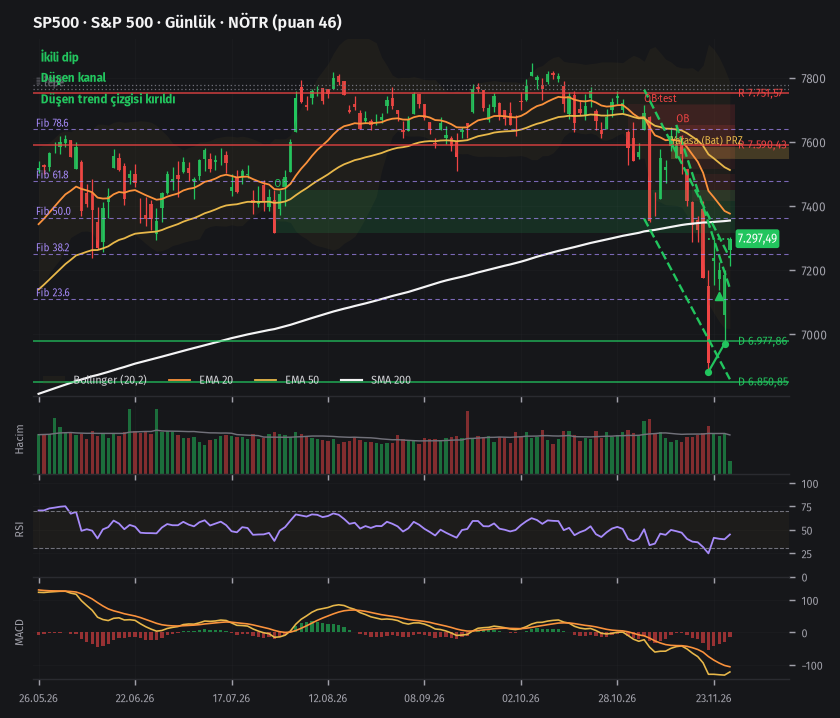 SP500 · S&P 500 · Günlük · NÖTR (puan 46)
İkili dip
Düşen kanal
Düşen trend çizgisi kırıldı
7800
R 7.751,57
OB
Fib 78.6
7600
R 7.590,43
Fib 61.8
7400
Fib 50.0
7.297,49
Fib 38.2
7200
Fib 23.6
7000
D 6.977,86
D 6.850,85
Bollinger (20,2)
EMA 20
EMA 50
SMA 200
Hacim
RSI
100
75
50
25
0
MACD
100
0
−100
26.05.26
22.06.26
17.07.26
12.08.26
08.09.26
02.10.26
28.10.26
23.11.26